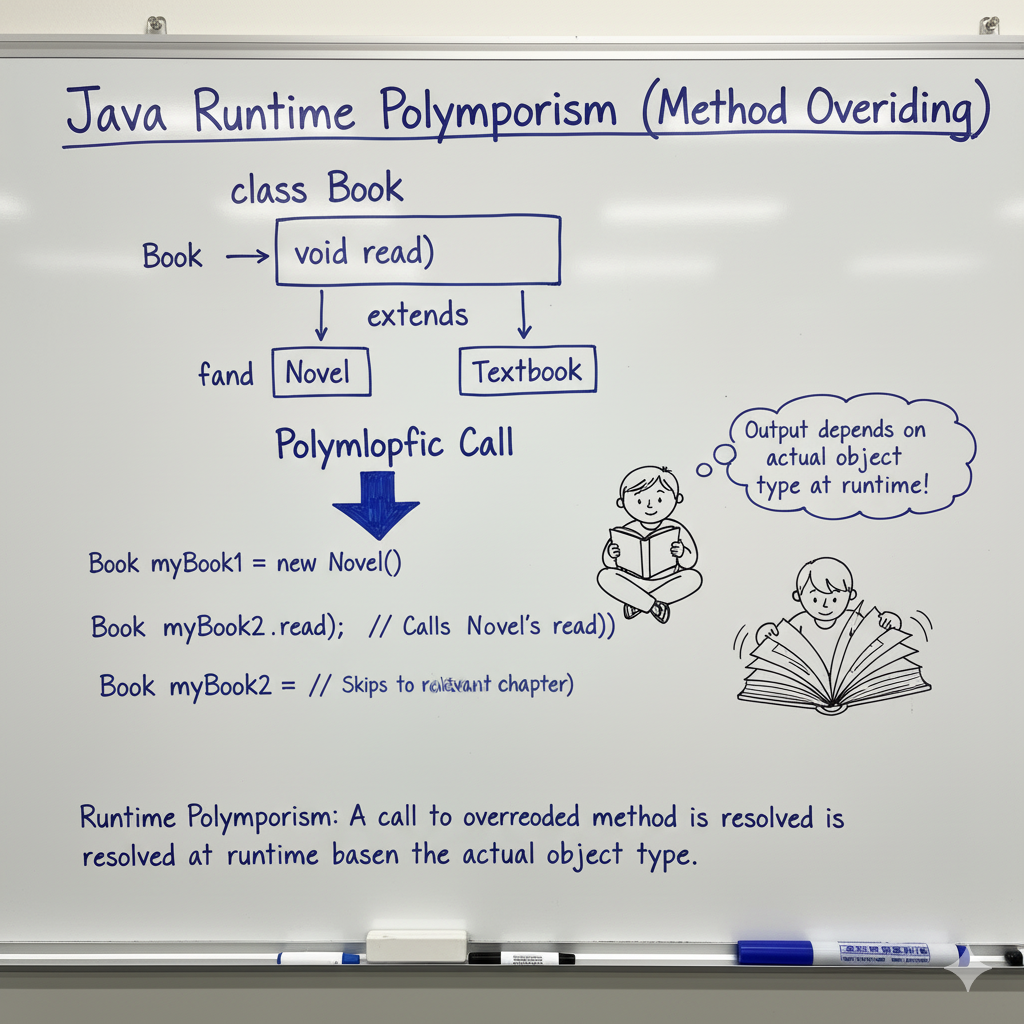 Java Runtime Polymporism (Method Overiding)
class Book
Book
void read)
extends
fand
Novel
Textbook
Polymlopfic Call
Output depends on
actual object
type at runtime!
Book myBook1 = new Novel()
Book myBook2.read); // Calls Novel's read))
Book myBook2 = // Skips to chapter)
Runtime Polymporism: A call to overreoded method is resolved is
resolved at runtime basen the actual object type.